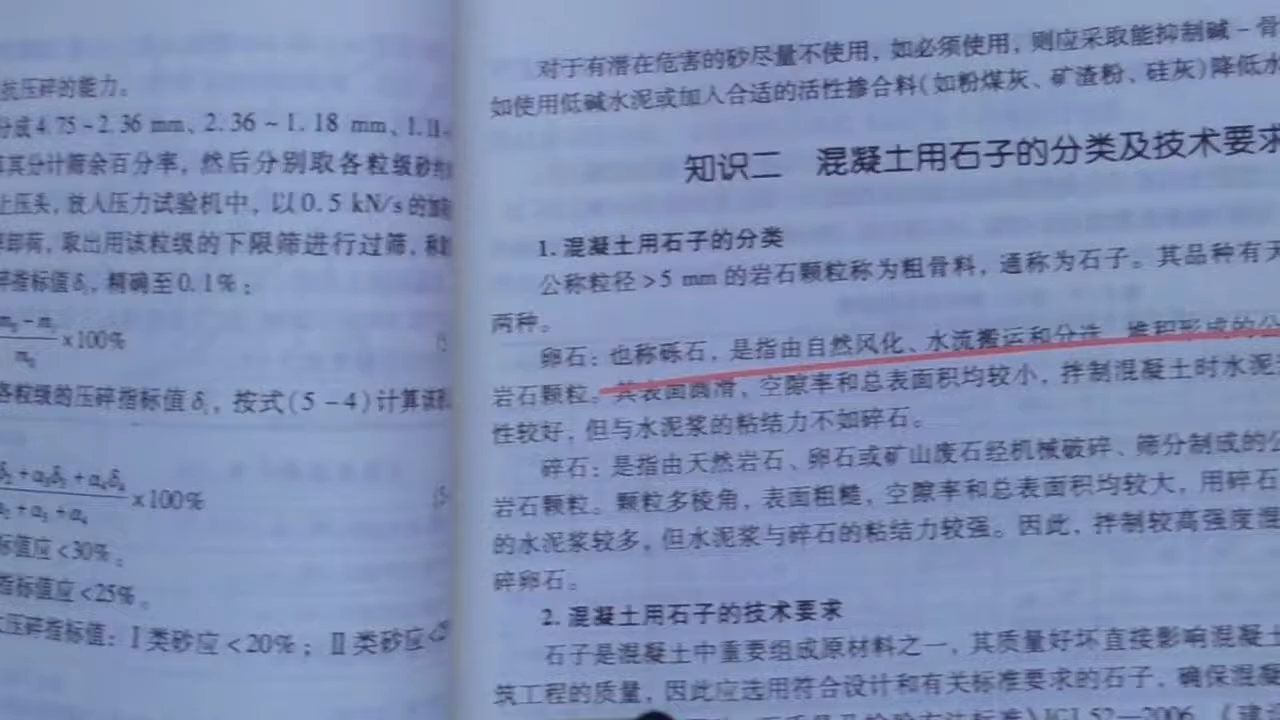 抗压碎的能力。
分成4.75~2.36 mm、2.36~1.18 mm、1.18
其分计筛余百分率，然后分别取各粒级砂
上压头，放入压力试验机中，以0.5 kN/s的
卸荷，取出用该粒级的下限筛进行过筛，
碎指标值δ，精确至0.1%：
×100%
各粒级的压碎指标值δ，按式(5-4)计算
×100%
标值应<30%。
指标值应<25%。
压碎指标值：Ⅰ类砂应<20%；Ⅱ类砂应<
对于有潜在危害的砂尽量不使用，如必须使用，则应采取能抑制碱-骨
如使用低碱水泥或加入合适的活性掺合料(如粉煤灰、矿渣粉、硅灰)降低水
知识二 混凝土用石子的分类及技术要求
1.混凝土用石子的分类
公称粒径>5 mm的岩石颗粒称为粗骨料，通称为石子。其品种有天
两种。
卵石：也称砾石，是指由自然风化、水流搬运和分选、堆积形成的公
岩石颗粒。其表面圆滑，空隙率和总表面积均较小，拌制混凝土时水泥
性较好，但与水泥浆的粘结力不如碎石。
碎石：是指由天然岩石、卵石或矿山废石经机械破碎、筛分制成的公
岩石颗粒。颗粒多棱角，表面粗糙，空隙率和总表面积均较大，用碎石
的水泥浆较多，但水泥浆与碎石的粘结力较强。因此，拌制较高强度混
碎卵石。
2.混凝土用石子的技术要求
石子是混凝土中重要组成原材料之一，其质量好坏直接影响混凝土
筑工程的质量，因此应选用符合设计和有关标准要求的石子，确保混凝
JGJ 52—2006、《建设